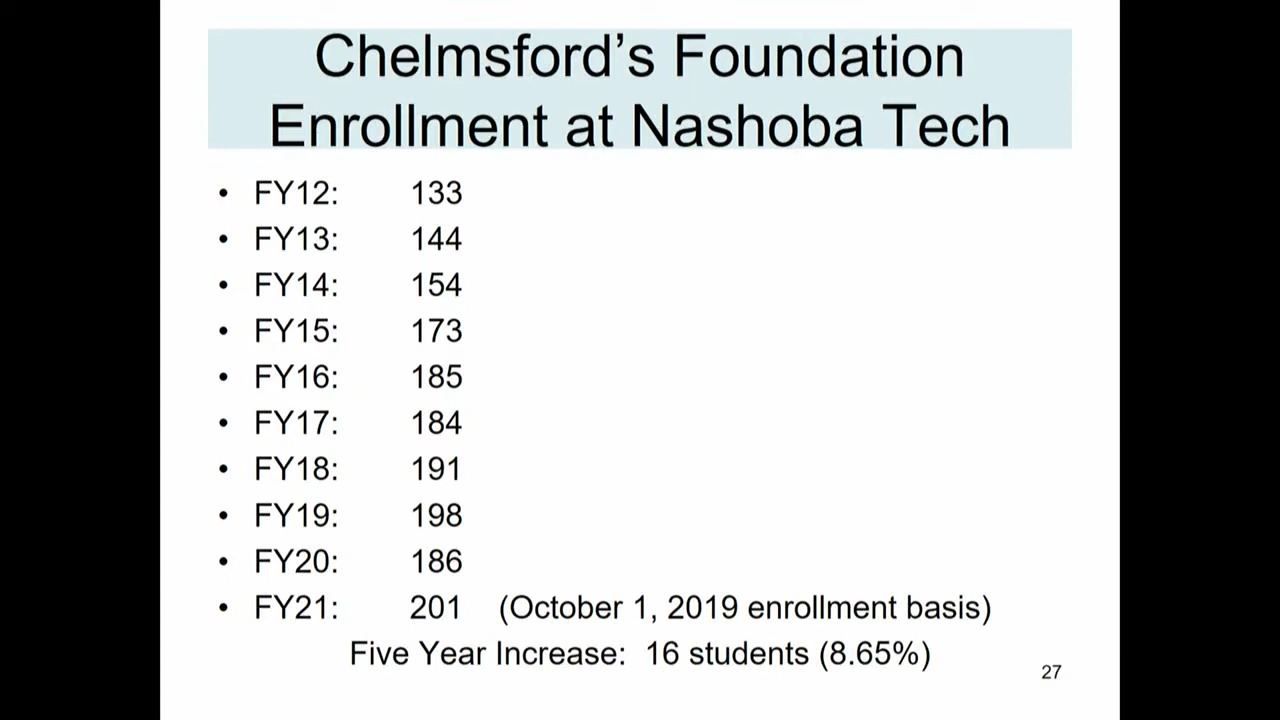 Chelmsford’s Foundation
Enrollment at Nashoba Tech
• FY12: 133
• FY13: 144
• FY14: 154
• FY15: 173
• FY16: 185
• FY17: 184
• FY18: 191
• FY19: 198
• FY20: 186
• FY21: 201 (October 1, 2019 enrollment basis)
Five Year Increase: 16 students (8.65%)
27